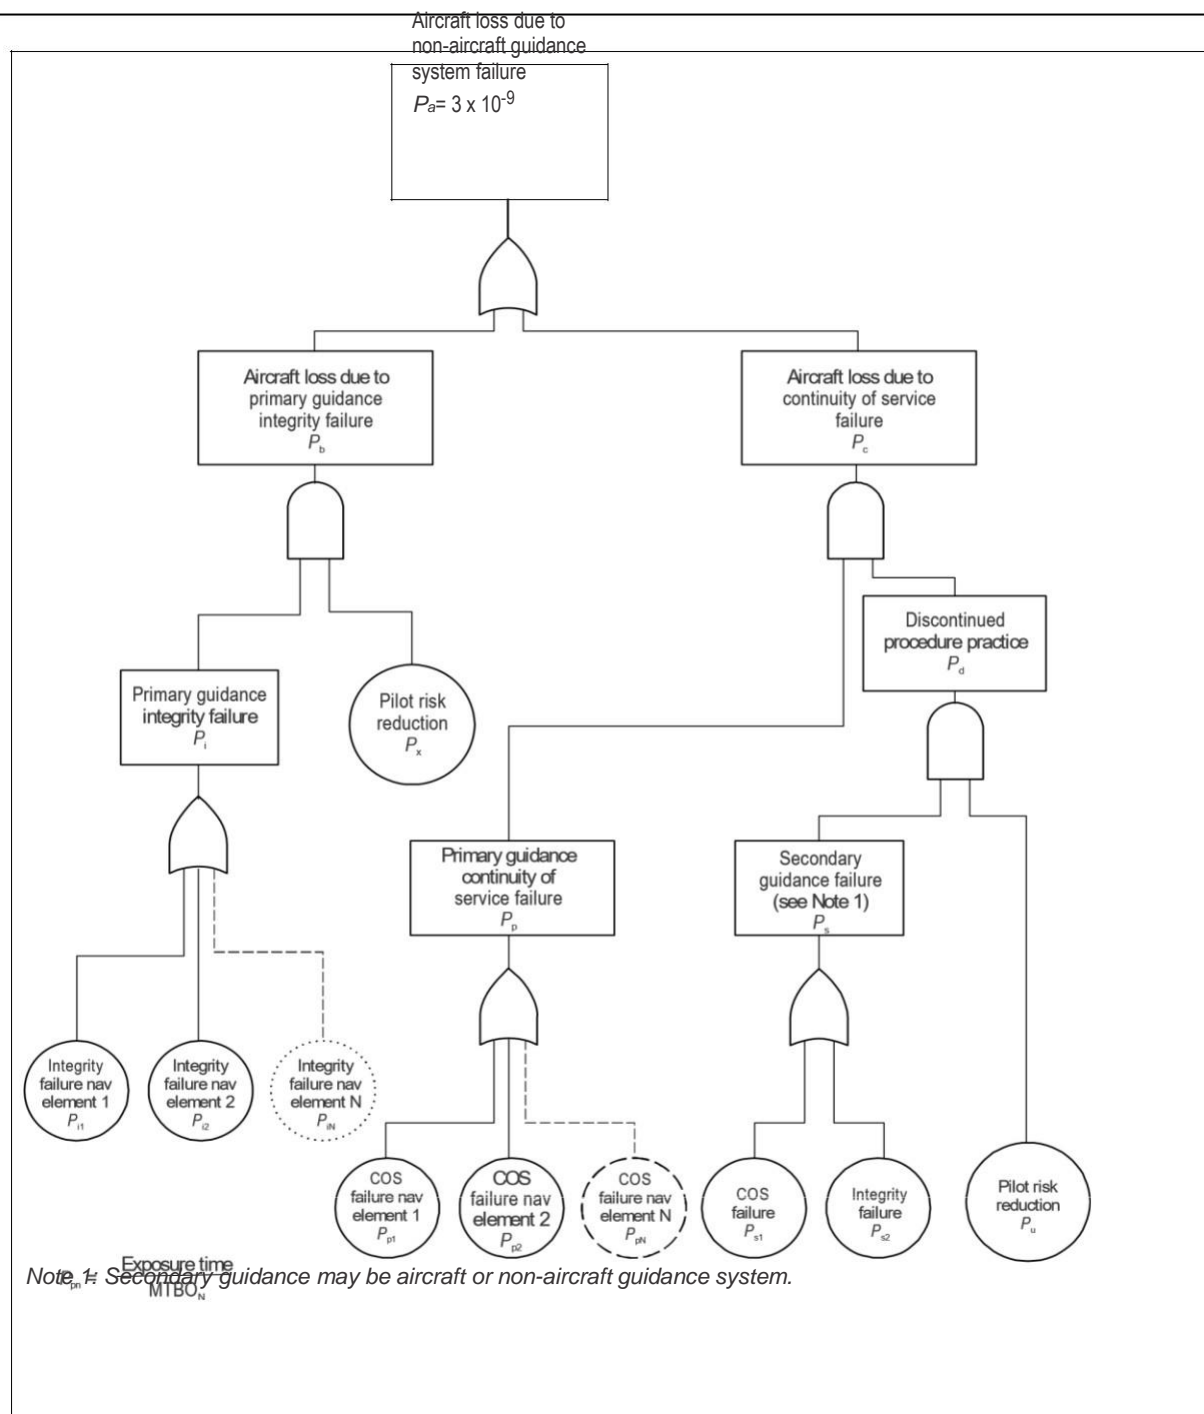 Aircraft loss due to
non-aircraft guidance
system failure
Pa= 3 x 10-9
Aircraft loss due to
primary guidance
integrity failure
Pb
Aircraft loss due to
continuity of service
failure
Pc
Discontinued
procedure practice
Pd
Primary guidance
integrity failure
Pi
Pilot risk
reduction
Px
Primary guidance
continuity of
service failure
Pp
Secondary
guidance failure
(see Note 1)
Ps
Integrity
failure nav
element 1
Pi1
Integrity
failure nav
element 2
Pi2
Integrity
failure nav
element N
PiN
COS
failure nav
element 1
Pp1
COS
failure nav
element 2
Pp2
COS
failure nav
element N
PpN
COS
failure
Ps1
Integrity
failure
Ps2
Pilot risk
reduction
Pu
Ppn = Exposure time
MTBON
Note 1: Secondary guidance may be aircraft or non-aircraft guidance system.